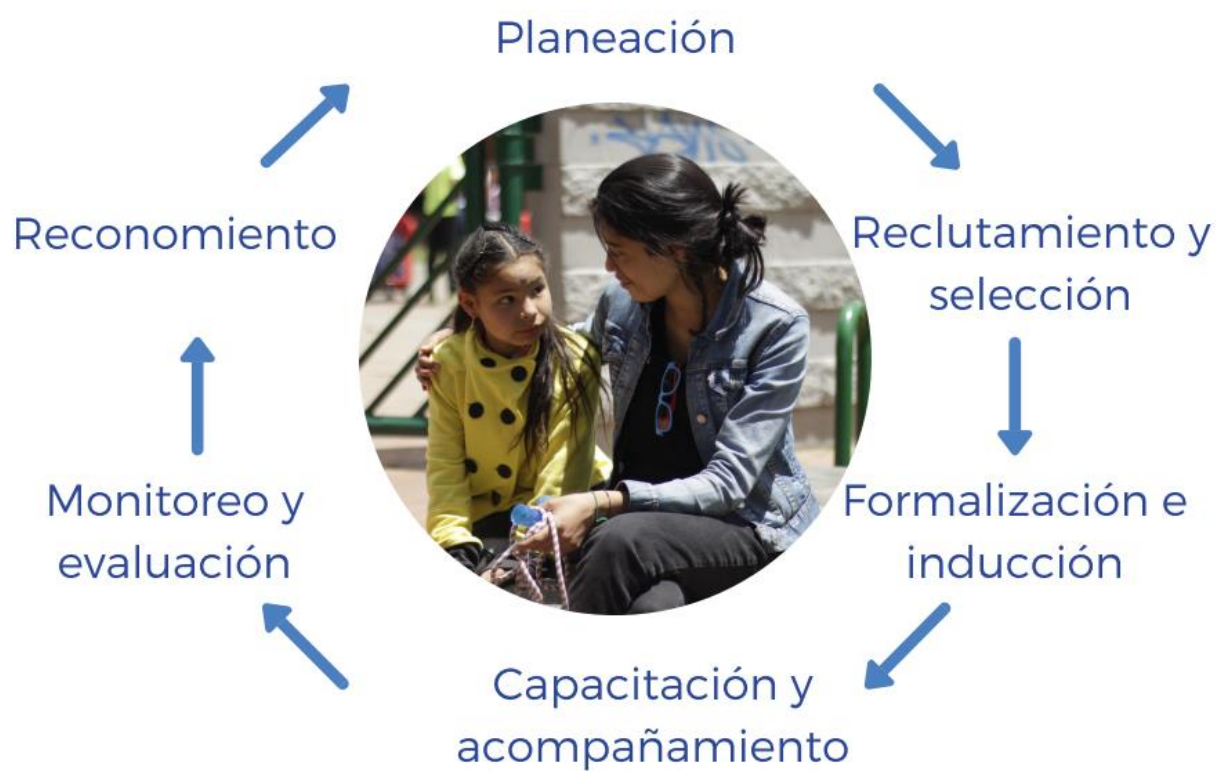 Planeación
Reclutamiento y
selección
Formalización e
inducción
Capacitación y
acompañamiento
Monitoreo y
evaluación
Reconomiento